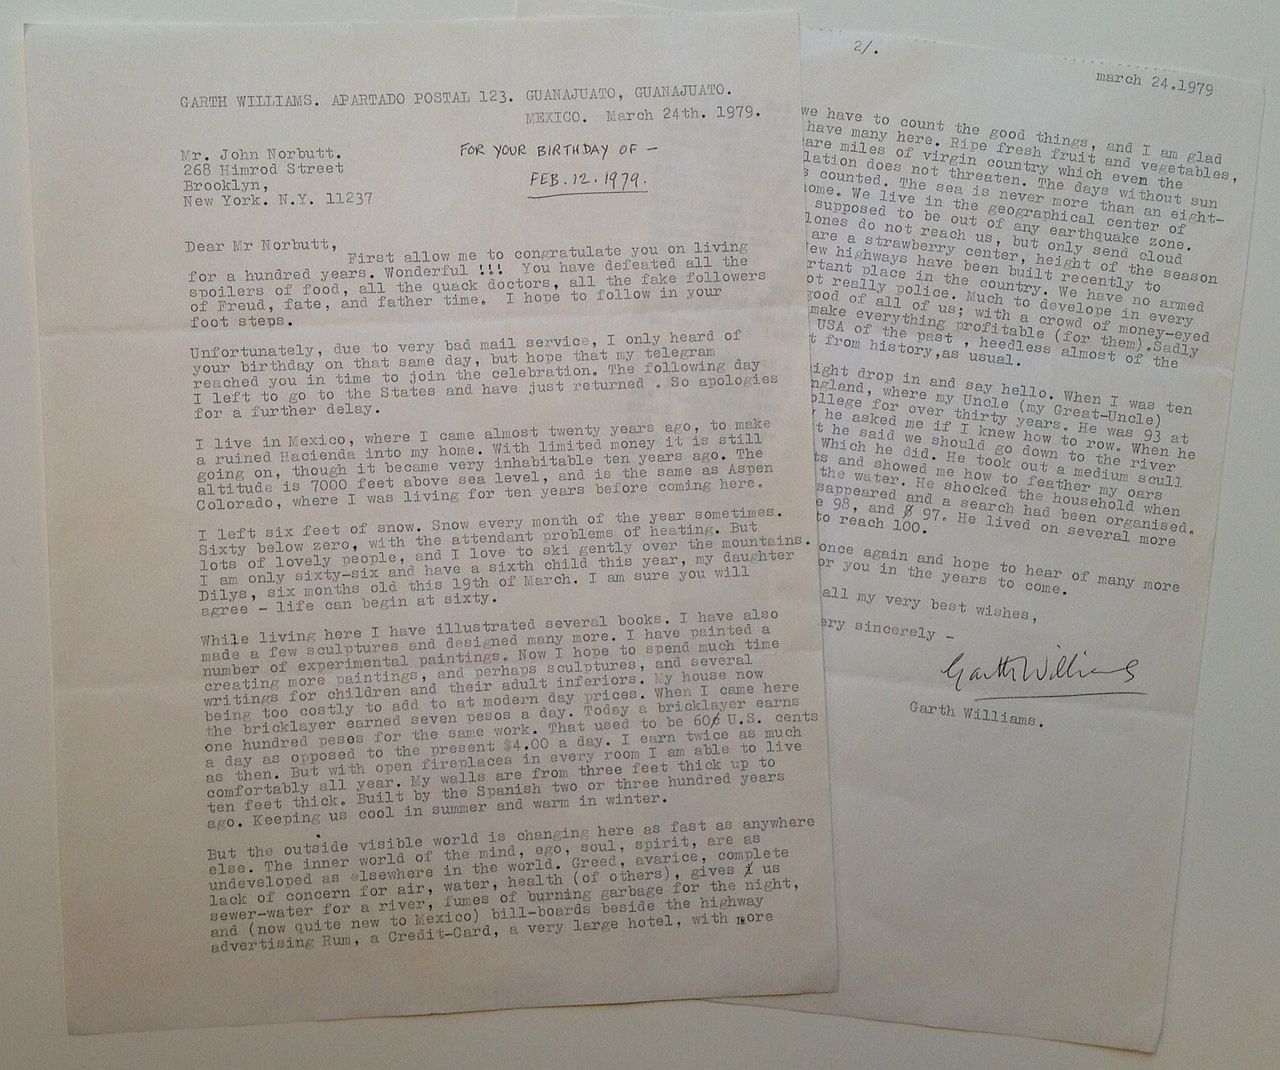 GARTH WILLIAMS. APARTADO POSTAL 123. GUANAJUATO, GUANAJUATO.
MEXICO. March 24th. 1979.
Mr. John Norbutt.
268 Himrod Street
Brooklyn,
New York. N.Y. 11237
FOR YOUR BIRTHDAY OF —
FEB. 12. 1979.
Dear Mr Norbutt,
First allow me to congratulate you on living
for a hundred years. Wonderful !!! You have defeated all the
spoilers of food, all the quack doctors, all the fake followers
of Freud, fate, and father time. I hope to follow in your
foot steps.
Unfortunately, due to very bad mail service, I only heard of
your birthday on that same day, but hope that my telegram
reached you in time to join the celebration. The following day
I left to go to the States and have just returned . So apologies
for a further delay.
I live in Mexico, where I came almost twenty years ago, to make
a ruined Hacienda into my home. With limited money it is still
going on, though it became very inhabitable ten years ago. The
altitude is 7000 feet above sea level, and is the same as Aspen
Colorado, where I was living for ten years before coming here.
I left six feet of snow. Snow every month of the year sometimes.
Sixty below zero, with the attendant problems of heating. But
lots of lovely people, and I love to ski gently over the mountains.
I am only sixty-six and have a sixth child this year, my daughter
Dilys, six months old this 19th of March. I am sure you will
agree - life can begin at sixty.
While living here I have illustrated several books. I have also
made a few sculptures and designed many more. I have painted a
number of experimental paintings. Now I hope to spend much time
creating more paintings, and perhaps sculptures, and several
writings for children and their adult inferiors. My house now
being too costly to add to at modern day prices. When I came here
the bricklayer earned seven pesos a day. Today a bricklayer earns
one hundred pesos for the same work. That used to be 60¢ U.S. cents
a day as opposed to the present $4.00 a day. I earn twice as much
as then. But with open fireplaces in every room I am able to live
comfortably all year. My walls are from three feet thick up to
ten feet thick. Built by the Spanish two or three hundred years
ago. Keeping us cool in summer and warm in winter.
But the outside visible world is changing here as fast as anywhere
else. The inner world of the mind, ego, soul, spirit, are as
undeveloped as elsewhere in the world. Greed, avarice, complete
lack of concern for air, water, health (of others), gives us
sewer-water for a river, fumes of burning garbage for the night,
and (now quite new to Mexico) bill-boards beside the highway
advertising Rum, a Credit-Card, a very large hotel, with more
2/.
march 24.1979
we have to count the good things, and I am glad
have many here. Ripe fresh fruit and vegetables,
are miles of virgin country which even the
lation does not threaten. The days without sun
counted. The sea is never more than an eight-
ome. We live in the geographical center of
supposed to be out of any earthquake zone.
lones do not reach us, but only send cloud
are a strawberry center, height of the season
ew highways have been built recently to
rtant place in the country. We have no armed
ot really police. Much to develope in every
good of all of us; with a crowd of money-eyed
make everything profitable (for them).Sadly
USA of the past , heedless almost of the
t from history,as usual.
ight drop in and say hello. When I was ten
ngland, where my Uncle (my Great-Uncle)
ollege for over thirty years. He was 93 at
he asked me if I knew how to row. When he
t he said we should go down to the river
Which he did. He took out a medium scull
ts and showed me how to feather my oars
the water. He shocked the household when
sappeared and a search had been organised.
e 98, and 97. He lived on several more
to reach 100.
once again and hope to hear of many more
or you in the years to come.
all my very best wishes,
ery sincerely -
Garth Williams
Garth Williams.